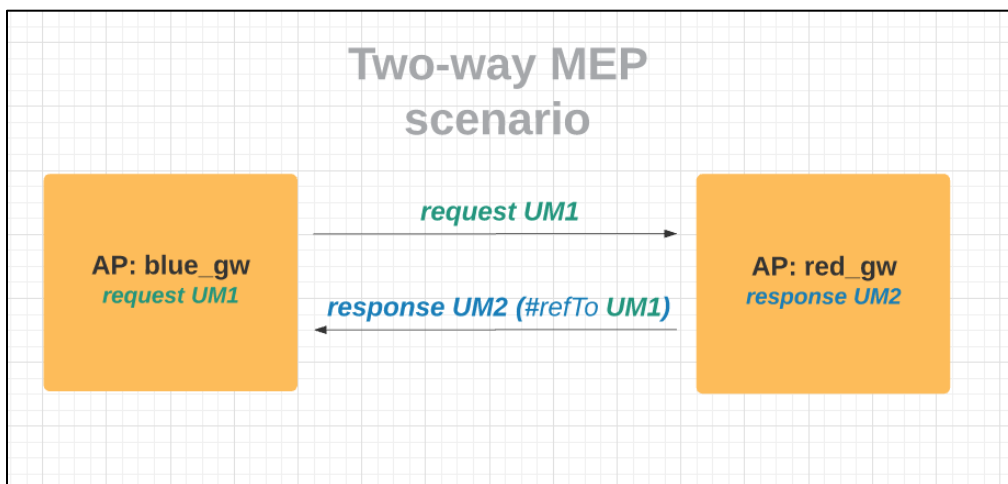 Two-way MEP
scenario
request UM1
AP: blue_gw
request UM1
AP: red_gw
response UM2
response UM2 (#refTo UM1)